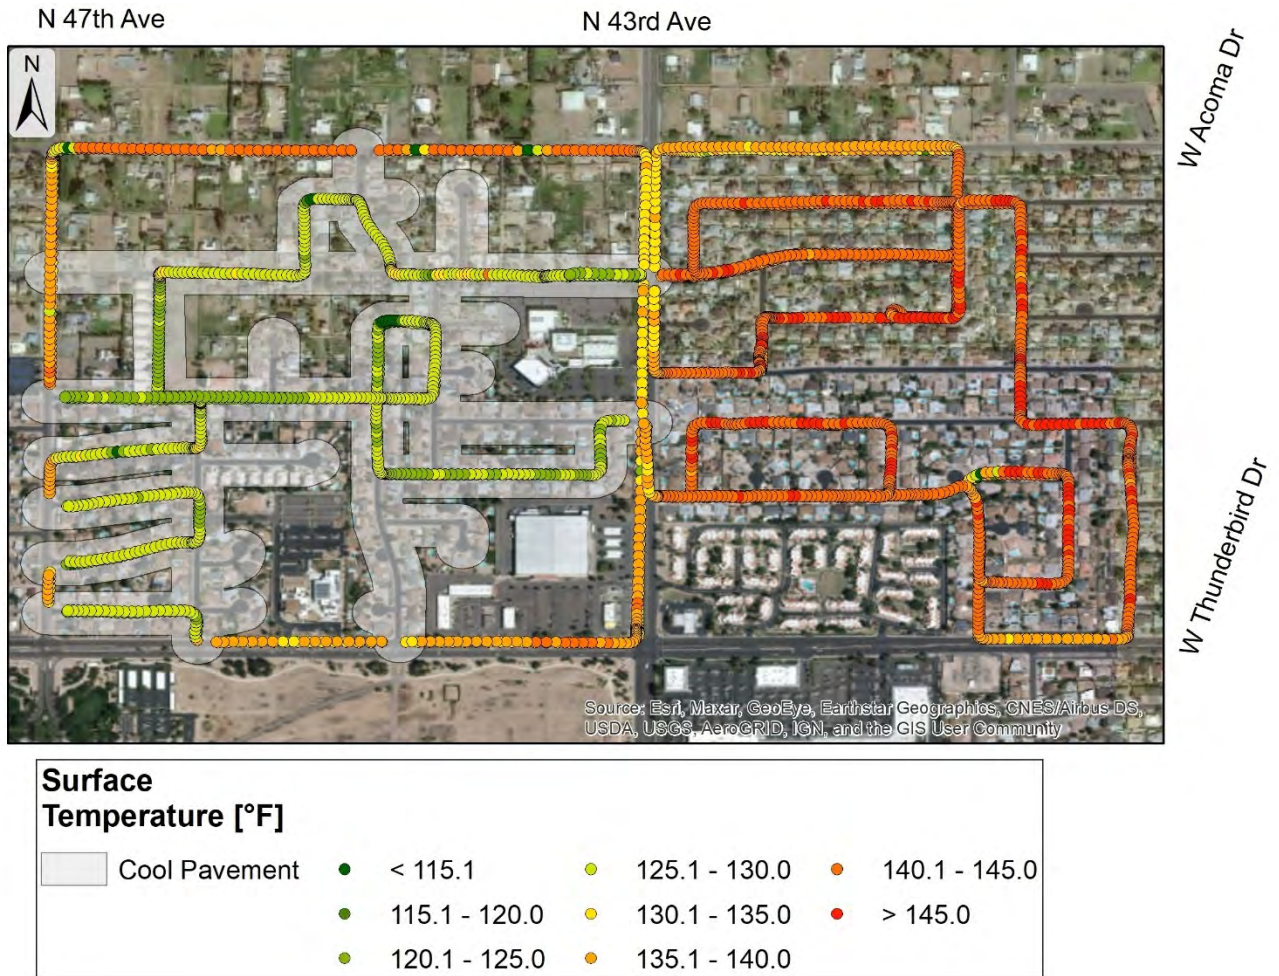 N 47th Ave
N 43rd Ave
N
W Acoma Dr
W Thunderbird Dr
Source: Esri, Maxar, GeoEye, Earthstar Geographics, CNES/Airbus DS,
USDA, USGS, AeroGRID, IGN, and the GIS User Community
Surface
Temperature [°F]
Cool Pavement
< 115.1
125.1 - 130.0
140.1 - 145.0
115.1 - 120.0
130.1 - 135.0
> 145.0
120.1 - 125.0
135.1 - 140.0